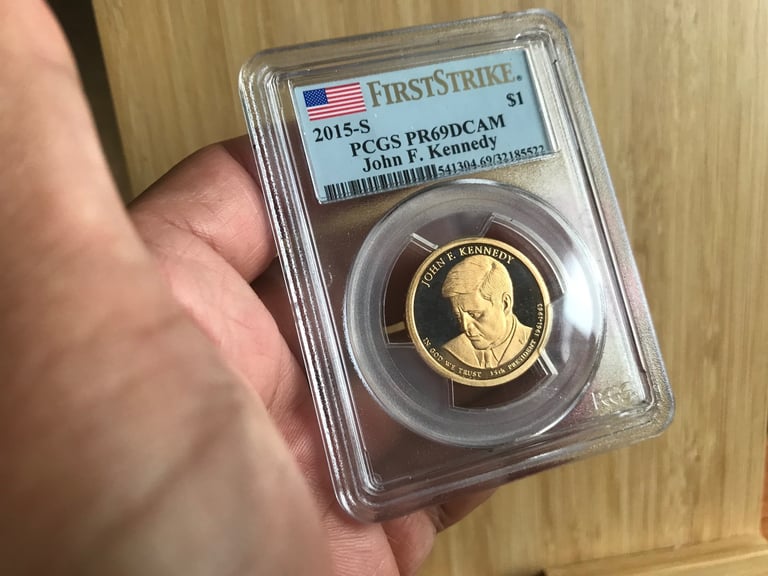 FIRSTSTRIKE®
2015-S $1
PCGS PR69DCAM
John F. Kennedy
541304.69/32185522
JOHN F. KENNEDY
IN GOD WE TRUST 35th PRESIDENT 1961-1963
PCGS